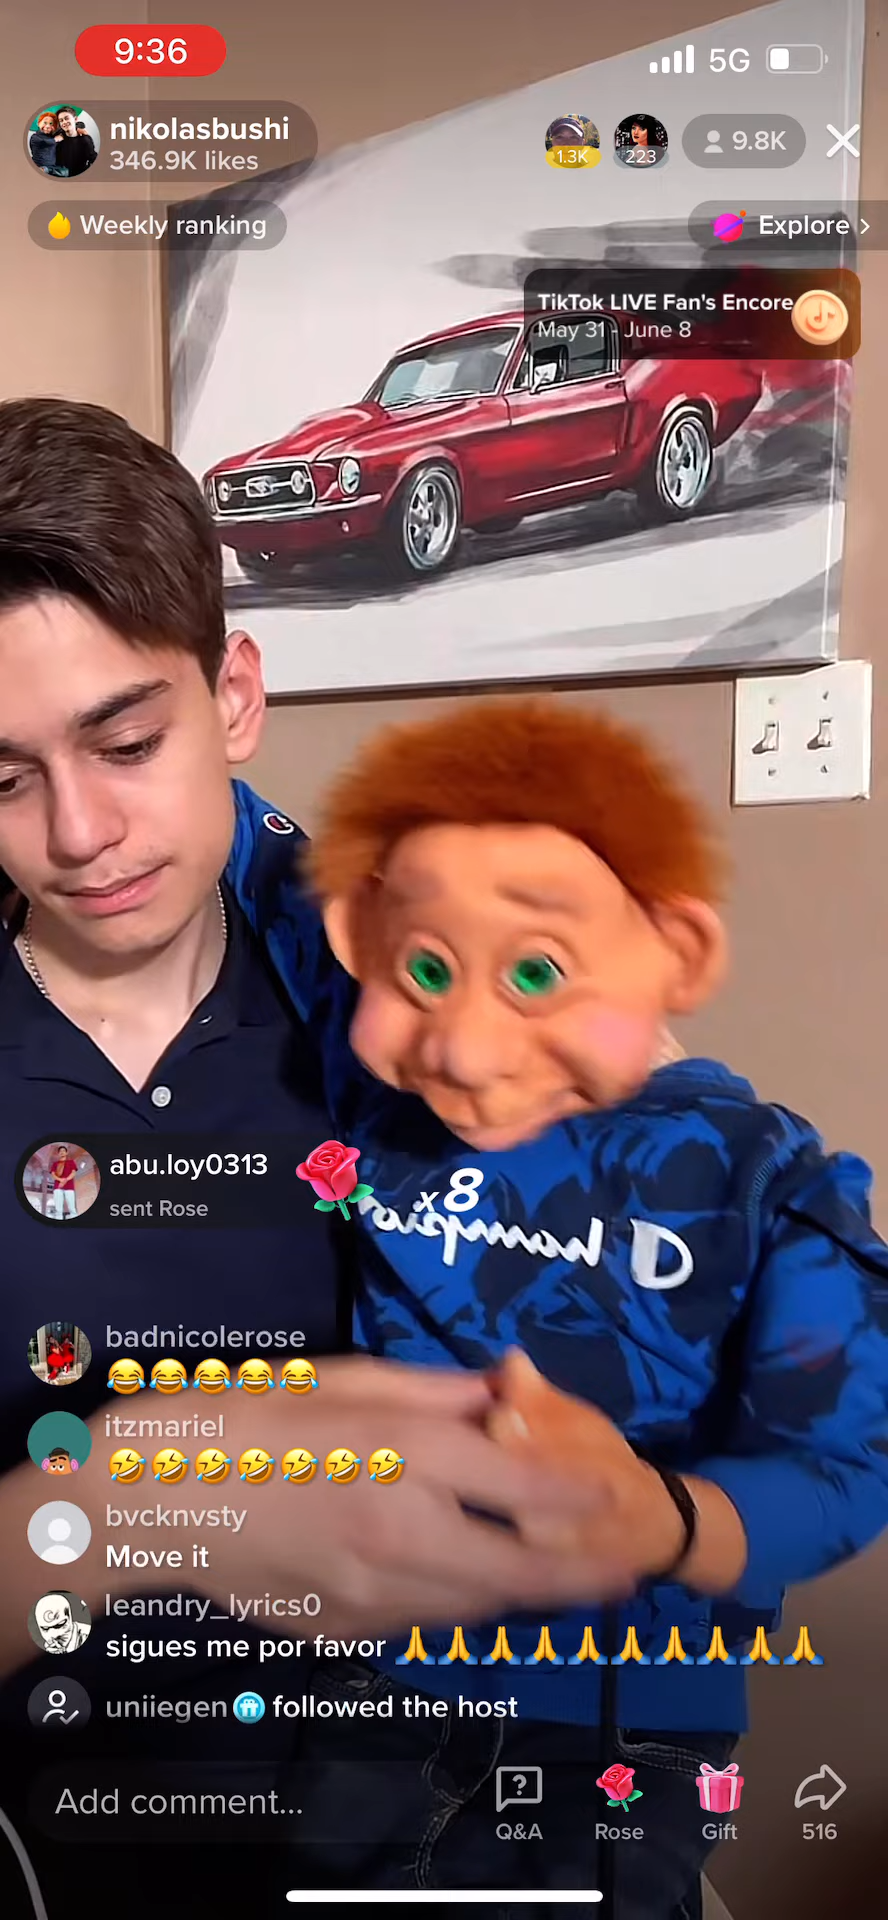 9:36
5G
nikolasbushi
346.9K likes
1.3K
223
9.8K
Weekly ranking
Explore >
TikTok LIVE Fan's Encore
May 31 - June 8
abu.loy0313
sent Rose
x8
Champion
badnicolerose
😂😂😂😂😂
itzmariel
🤣🤣🤣🤣🤣🤣🤣
bvcknvsty
Move it
leandry_lyrics0
sigues me por favor 🙏🙏🙏🙏🙏🙏🙏🙏🙏🙏
uniiegen followed the host
Add comment...
Q&A
Rose
Gift
516